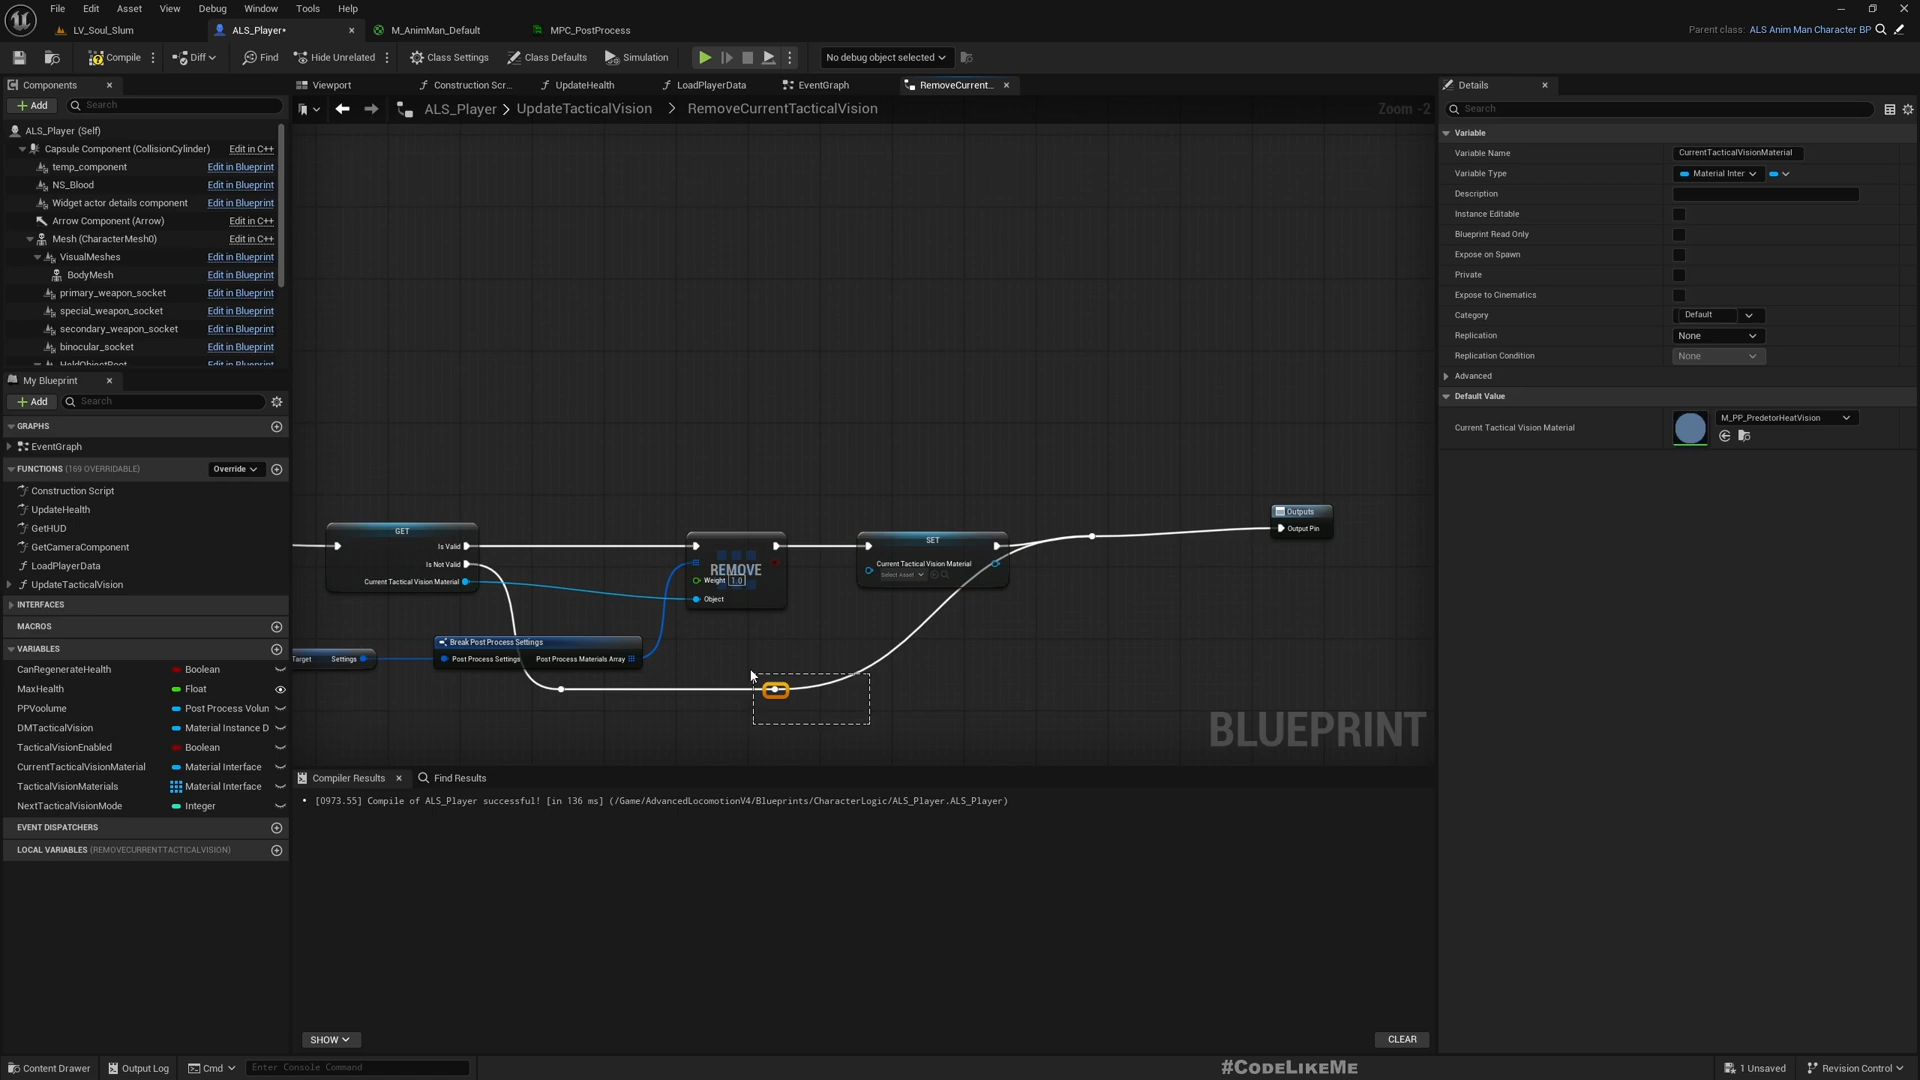 File Edit Asset View Debug Window Tools Help
LV_Soul_Slum ALS_Player• M_AnimMan_Default MPC_PostProcess
Parent class: ALS Anim Man Character BP
Compile Diff Find Hide Unrelated Class Settings Class Defaults Simulation No debug object selected
Components
Add Search
ALS_Player (Self)
Capsule Component (CollisionCylinder) Edit in C++
temp_component Edit in Blueprint
NS_Blood Edit in Blueprint
Widget actor details component Edit in Blueprint
Arrow Component (Arrow) Edit in C++
Mesh (CharacterMesh0) Edit in C++
VisualMeshes Edit in Blueprint
BodyMesh Edit in Blueprint
primary_weapon_socket Edit in Blueprint
special_weapon_socket Edit in Blueprint
secondary_weapon_socket Edit in Blueprint
binocular_socket Edit in Blueprint
HeldObjectRoot Edit in Blueprint
My Blueprint
Add Search
GRAPHS
EventGraph
FUNCTIONS (169 OVERRIDABLE) Override
Construction Script
UpdateHealth
GetHUD
GetCameraComponent
LoadPlayerData
UpdateTacticalVision
INTERFACES
MACROS
VARIABLES
CanRegenerateHealth Boolean
MaxHealth Float
PPVoolume Post Process Volun
DMTacticalVision Material Instance D
TacticalVisionEnabled Boolean
CurrentTacticalVisionMaterial Material Interface
TacticalVisionMaterials Material Interface
NextTacticalVisionMode Integer
EVENT DISPATCHERS
LOCAL VARIABLES (REMOVECURRENTTACTICALVISION)
Viewport Construction Scr... UpdateHealth LoadPlayerData EventGraph RemoveCurrent...
ALS_Player > UpdateTacticalVision > RemoveCurrentTacticalVision Zoom -2
GET
Is Valid
Is Not Valid
Current Tactical Vision Material
REMOVE
Weight 1.0
Object
SET
Current Tactical Vision Material
Select Asset
Outputs
Output Pin
Target Settings
Break Post Process Settings
Post Process Settings Post Process Materials Array
BLUEPRINT
Compiler Results Find Results
• [0973.55] Compile of ALS_Player successful! [in 136 ms] (/Game/AdvancedLocomotionV4/Blueprints/CharacterLogic/ALS_Player.ALS_Player)
SHOW CLEAR
Details
Search
Variable
Variable Name CurrentTacticalVisionMaterial
Variable Type Material Inter
Description
Instance Editable
Blueprint Read Only
Expose on Spawn
Private
Expose to Cinematics
Category Default
Replication None
Replication Condition None
Advanced
Default Value
Current Tactical Vision Material M_PP_PredetorHeatVision
Content Drawer Output Log Cmd Enter Console Command #CODELIKEME 1 Unsaved Revision Control